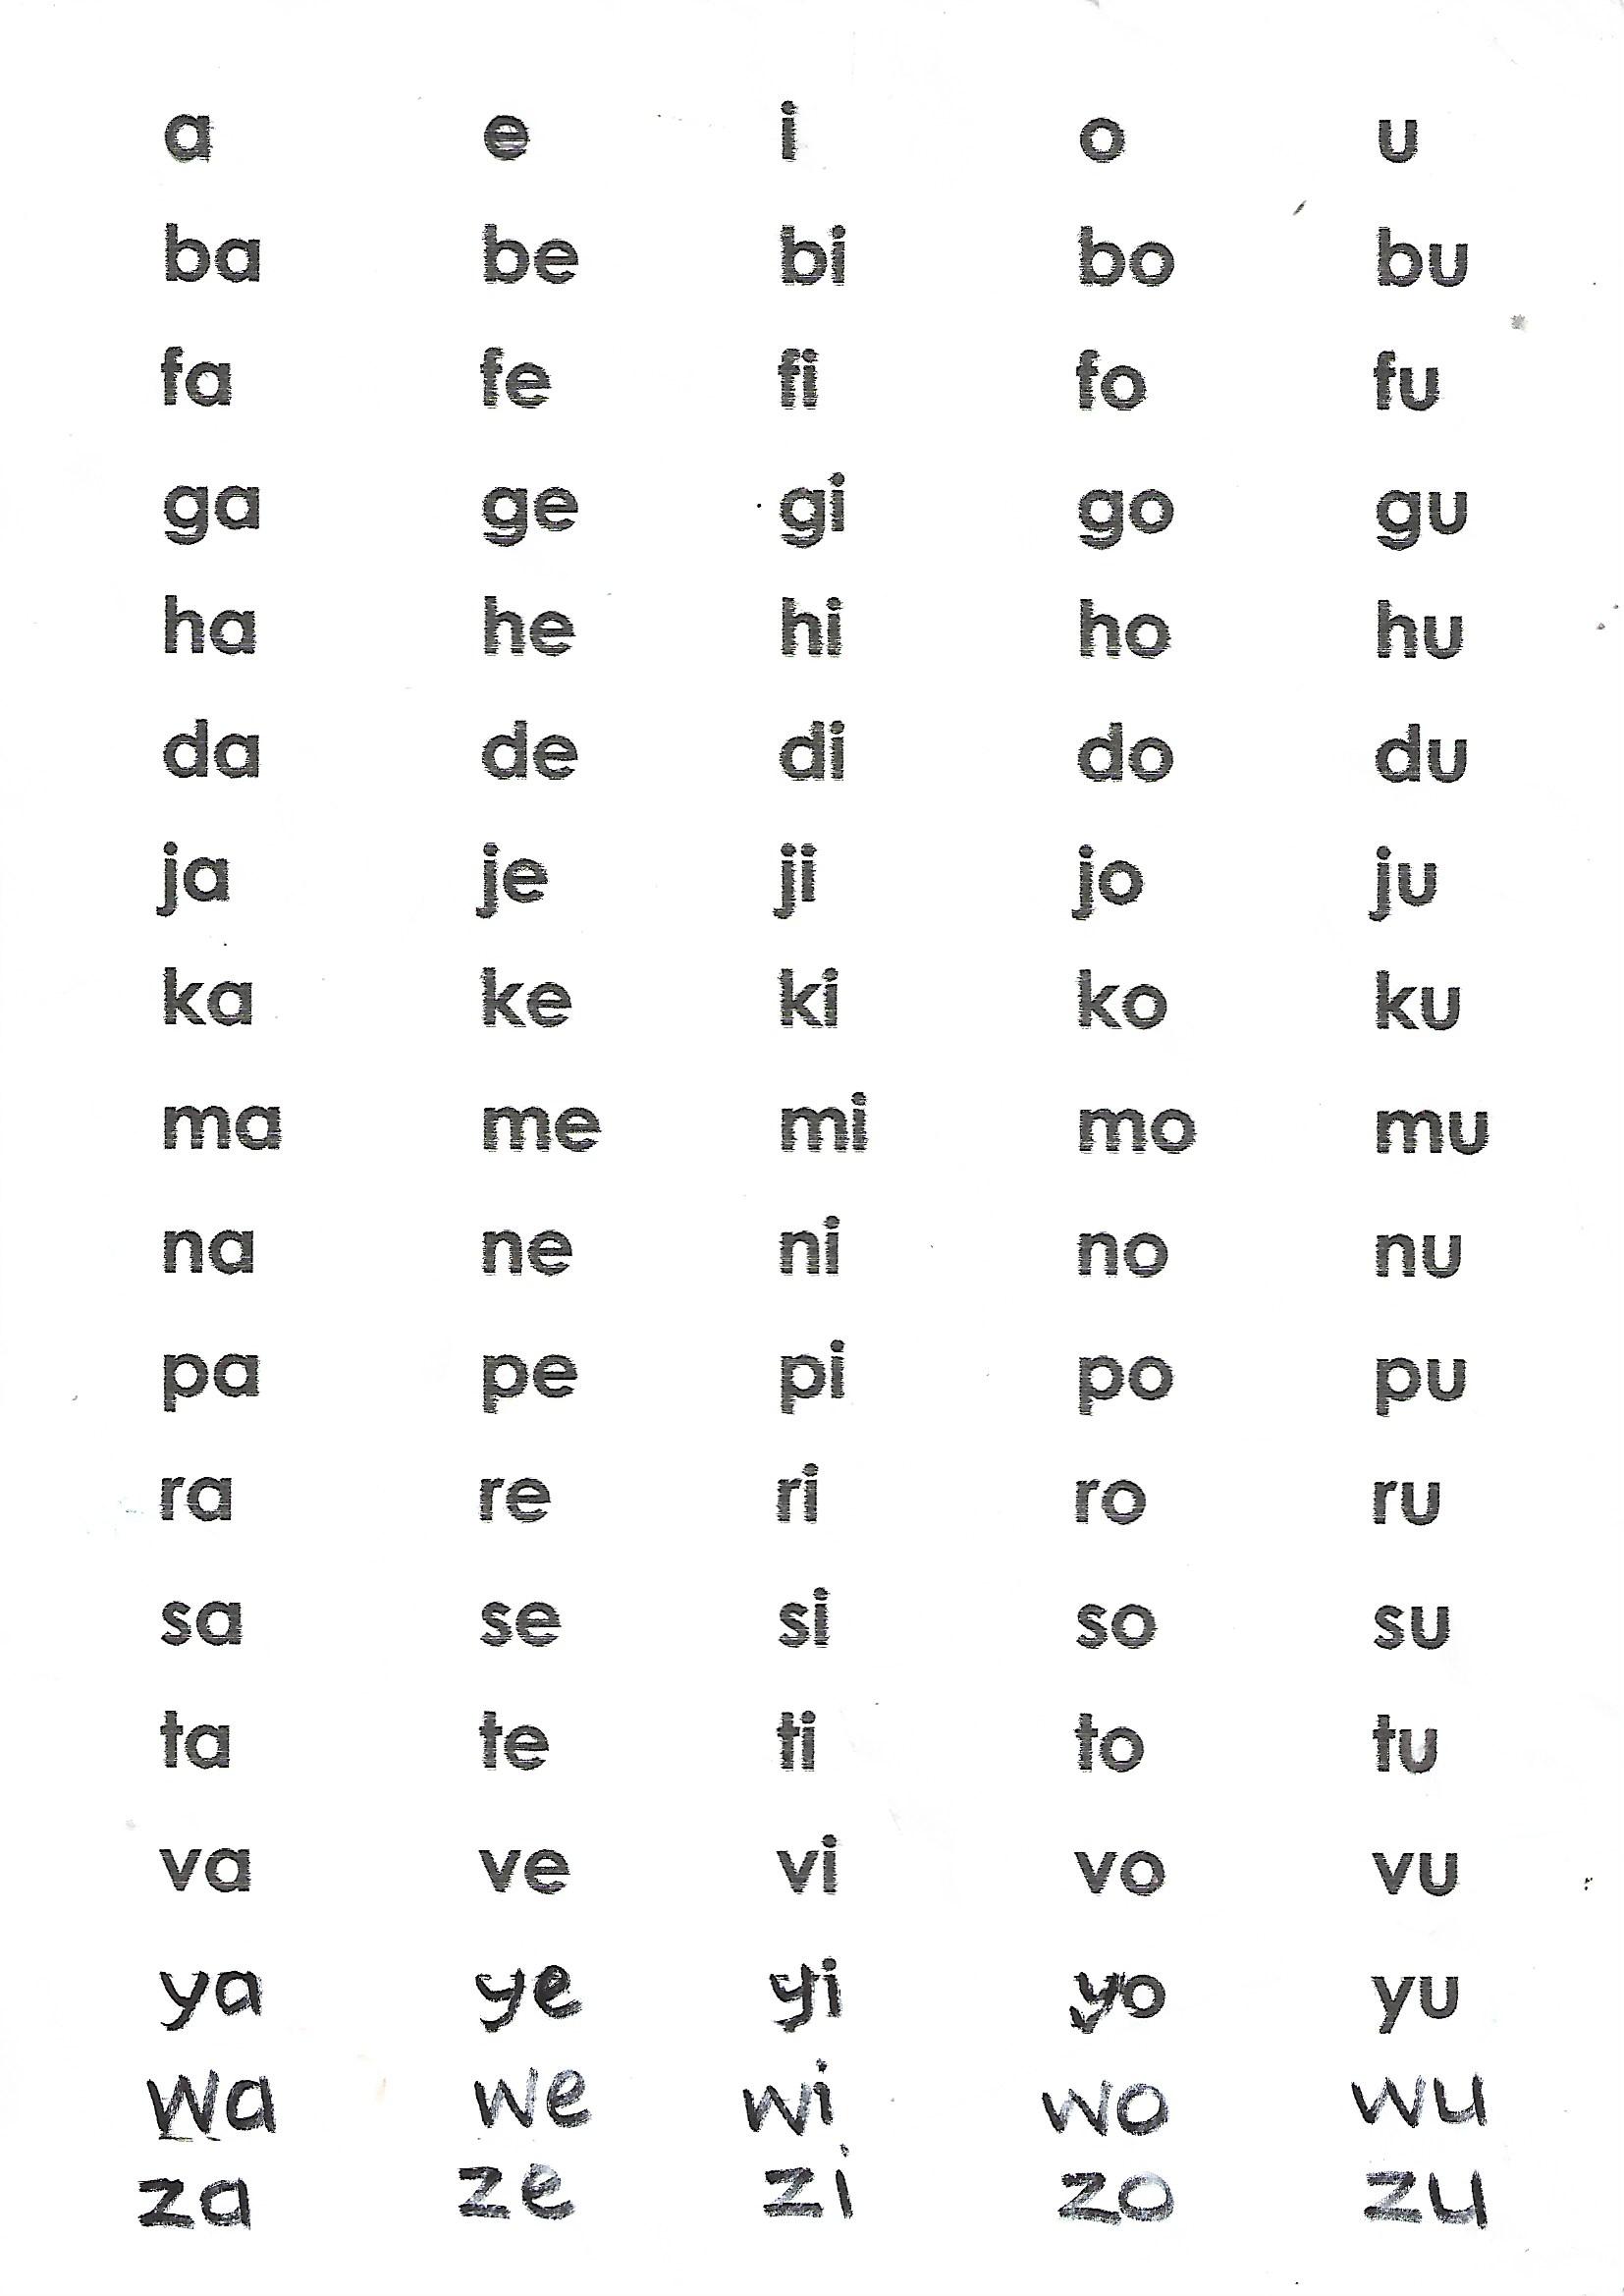 a e i o u
ba be bi bo bu
fa fe fi fo fu
ga ge gi go gu
ha he hi ho hu
da de di do du
ja je ji jo ju
ka ke ki ko ku
ma me mi mo mu
na ne ni no nu
pa pe pi po pu
ra re ri ro ru
sa se si so su
ta te ti to tu
va ve vi vo vu
ya ye yi yo yu
wa we wi wo wu
za ze zi zo zu